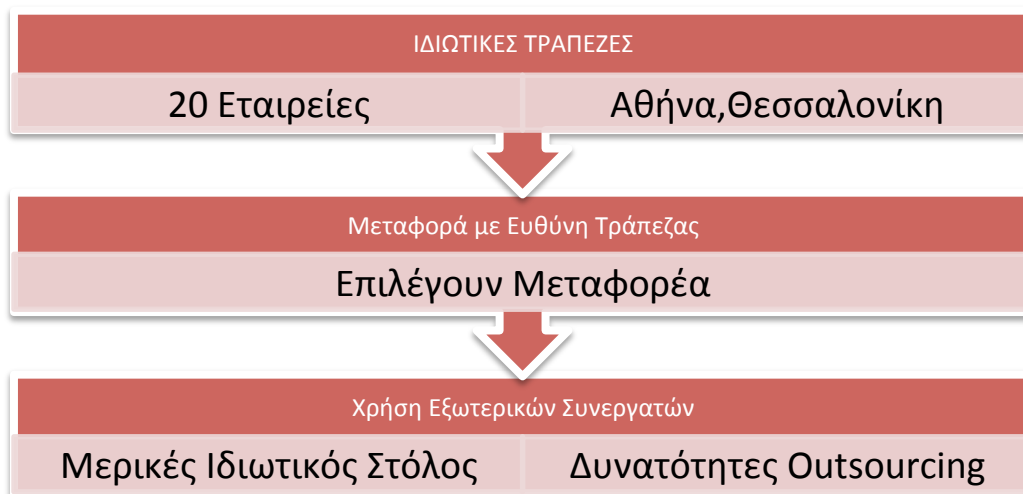 ΙΔΙΩΤΙΚΕΣ ΤΡΑΠΕΖΕΣ
20 Εταιρείες
Αθήνα,Θεσσαλονίκη
Μεταφορά με Ευθύνη Τράπεζας
Επιλέγουν Μεταφορέα
Χρήση Εξωτερικών Συνεργατών
Μερικές Ιδιωτικός Στόλος
Δυνατότητες Outsourcing